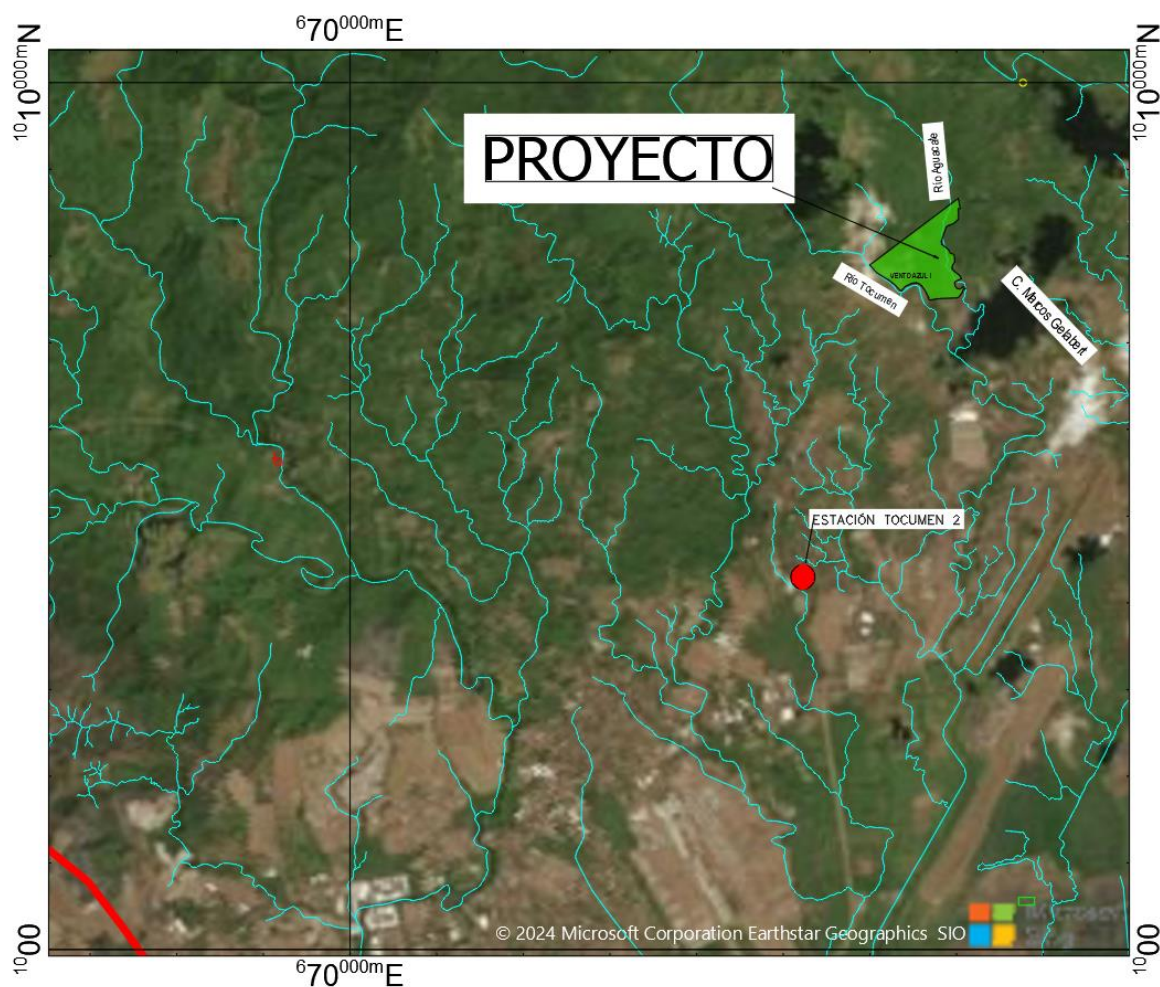 ⁶70⁰⁰⁰ᵐE
¹⁰10⁰⁰⁰ᵐN
¹⁰10⁰⁰⁰ᵐN
PROYECTO
Río Aguacate
VENTO AZUL I
Río Tocumen
C. Marcos Gelabert
ESTACIÓN TOCUMEN 2
© 2024 Microsoft Corporation Earthstar Geographics SIO
¹⁰00
¹⁰00
⁶70⁰⁰⁰ᵐE